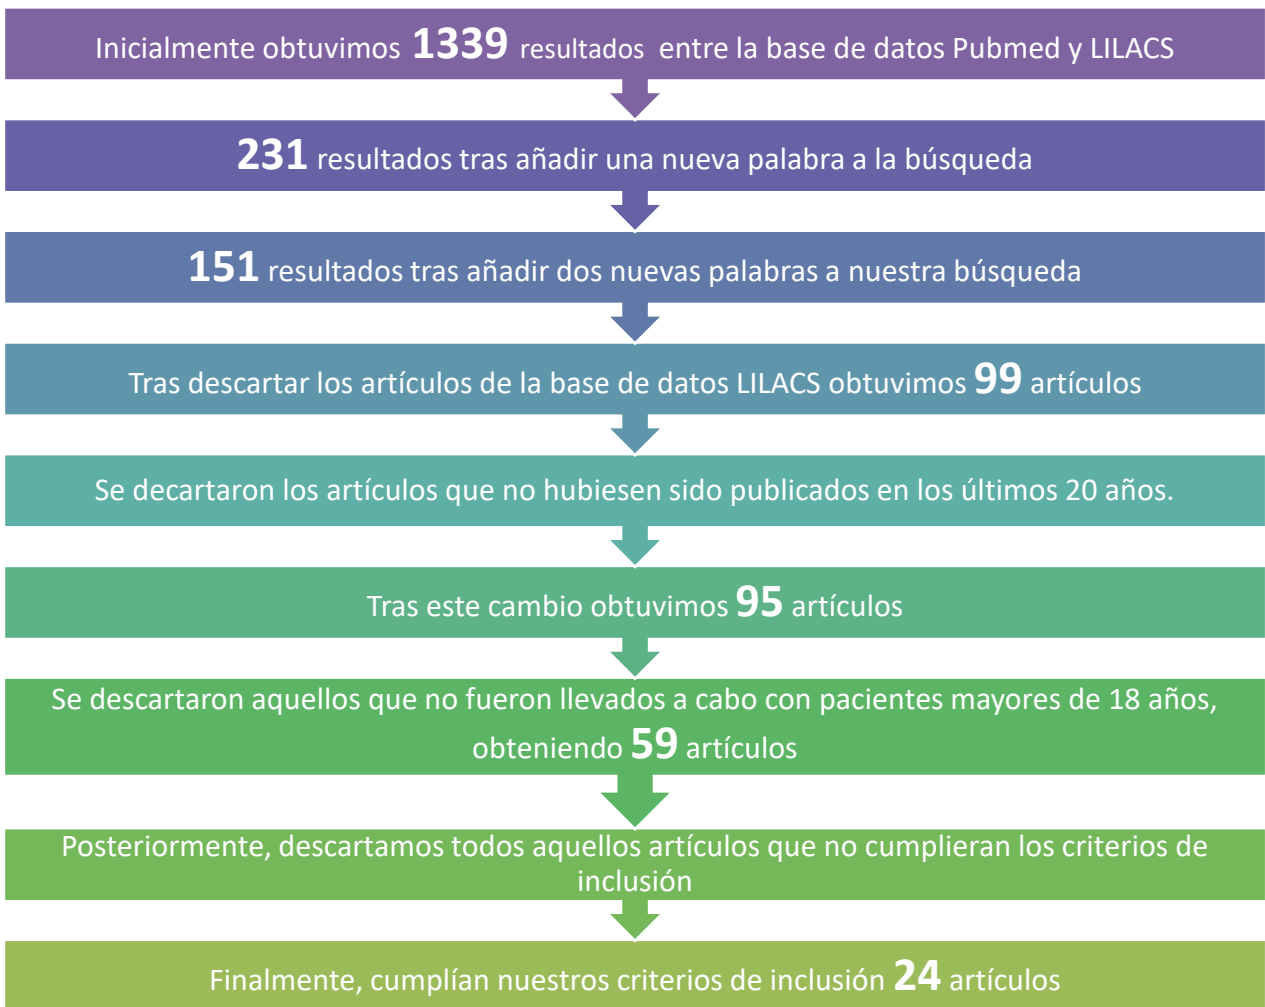 Inicialmente obtuvimos 1339 resultados entre la base de datos Pubmed y LILACS
231 resultados tras añadir una nueva palabra a la búsqueda
151 resultados tras añadir dos nuevas palabras a nuestra búsqueda
Tras descartar los artículos de la base de datos LILACS obtuvimos 99 artículos
Se decartaron los artículos que no hubiesen sido publicados en los últimos 20 años.
Tras este cambio obtuvimos 95 artículos
Se descartaron aquellos que no fueron llevados a cabo con pacientes mayores de 18 años,
obteniendo 59 artículos
Posteriormente, descartamos todos aquellos artículos que no cumplieran los criterios de
inclusión
Finalmente, cumplían nuestros criterios de inclusión 24 artículos